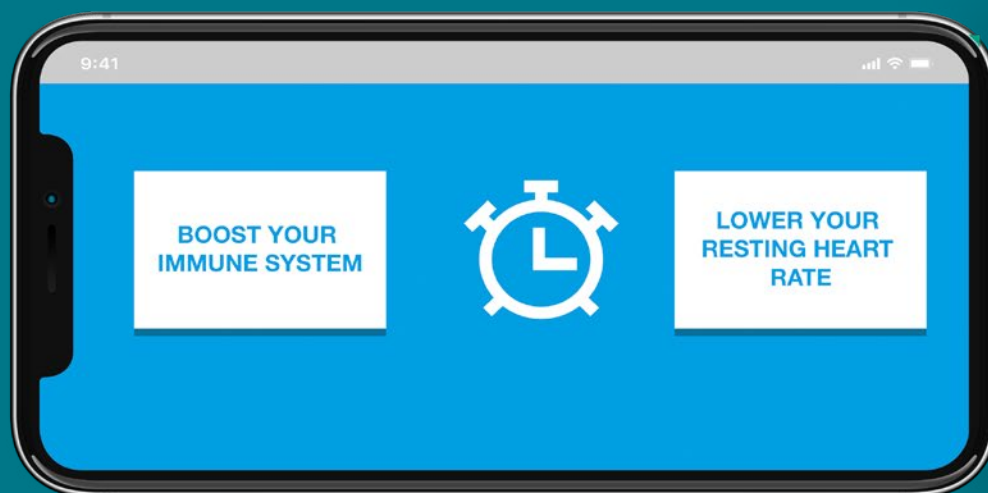 9:41
BOOST YOUR
IMMUNE SYSTEM
LOWER YOUR
RESTING HEART
RATE